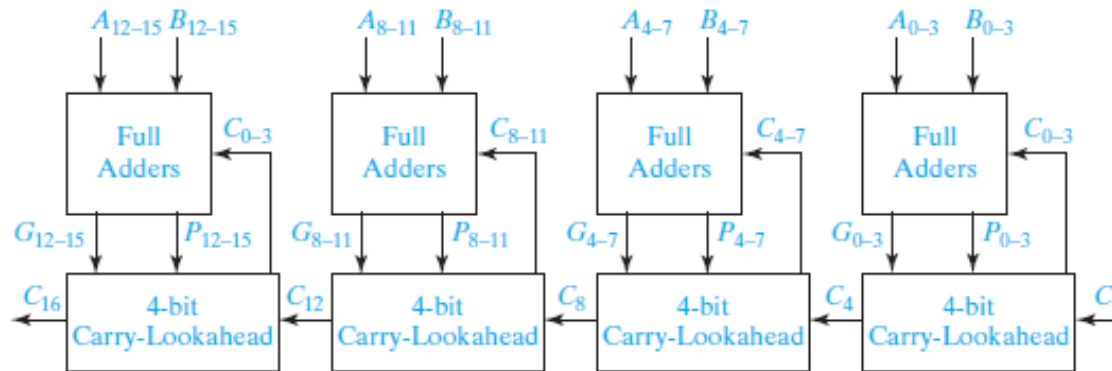 A12–15 B12–15 A8–11 B8–11 A4–7 B4–7 A0–3 B0–3
Full Adders C0–3 Full Adders C8–11 Full Adders C4–7 Full Adders C0–3
G12–15 P12–15 G8–11 P8–11 G4–7 P4–7 G0–3 P0–3
C16 4-bit Carry-Lookahead C12 4-bit Carry-Lookahead C8 4-bit Carry-Lookahead C4 4-bit Carry-Lookahead C